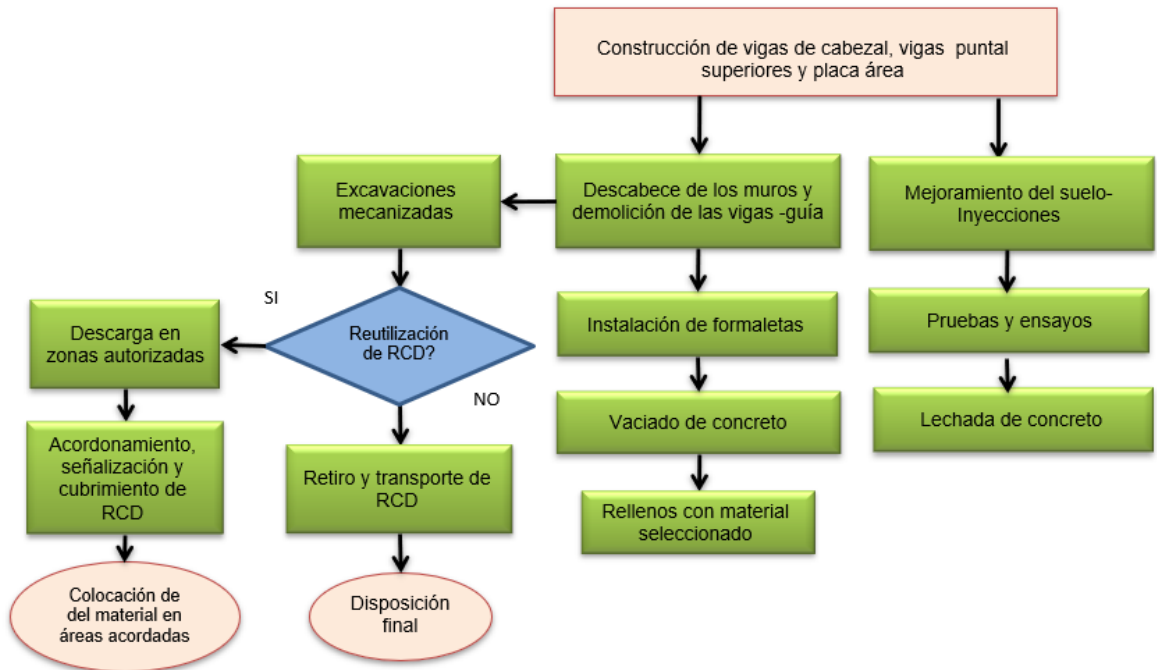 Construcción de vigas de cabezal, vigas puntal
superiores y placa área
Excavaciones
mecanizadas
Descabece de los muros y
demolición de las vigas -guía
Mejoramiento del suelo-
Inyecciones
SI
Descarga en
zonas autorizadas
Reutilización
de RCD?
NO
Instalación de formaletas
Pruebas y ensayos
Acordonamiento,
señalización y
cubrimiento de
RCD
Retiro y transporte de
RCD
Vaciado de concreto
Lechada de concreto
Rellenos con material
seleccionado
Colocación de
del material en
áreas acordadas
Disposición
final